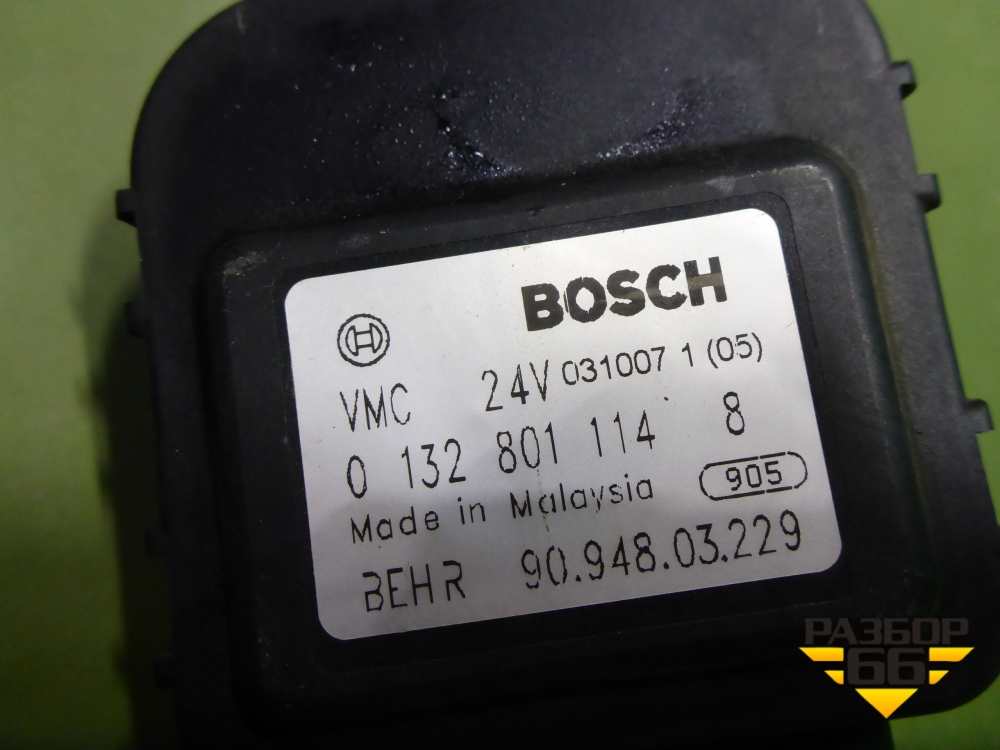 BOSCH
VMC 24V 031007 1 (05)
0 132 801 114 8
Made in Malaysia 905
BEHR 90.948.03.229
РАЗБОР
66